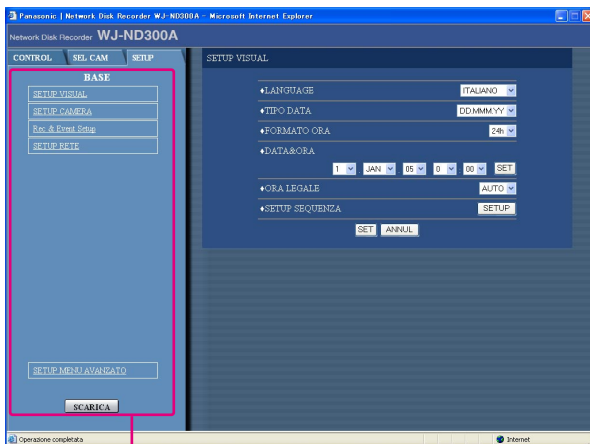 Panasonic | Network Disk Recorder WJ-ND300A - Microsoft Internet Explorer
Network Disk Recorder WJ-ND300A
CONTROL SEL CAM SETUP
BASE
SETUP VISUAL
SETUP CAMERA
Rec & Event Setup
SETUP RETE
SETUP MENU AVANZATO
SCARICA
SETUP VISUAL
♦LANGUAGE ITALIANO
♦TIPO DATA DD.MMM.YY
♦FORMATO ORA 24h
♦DATA&ORA
1 . JAN . 05 0 : 00 SET
♦ORA LEGALE AUTO
♦SETUP SEQUENZA SETUP
SET ANNUL
Operazione completata Internet